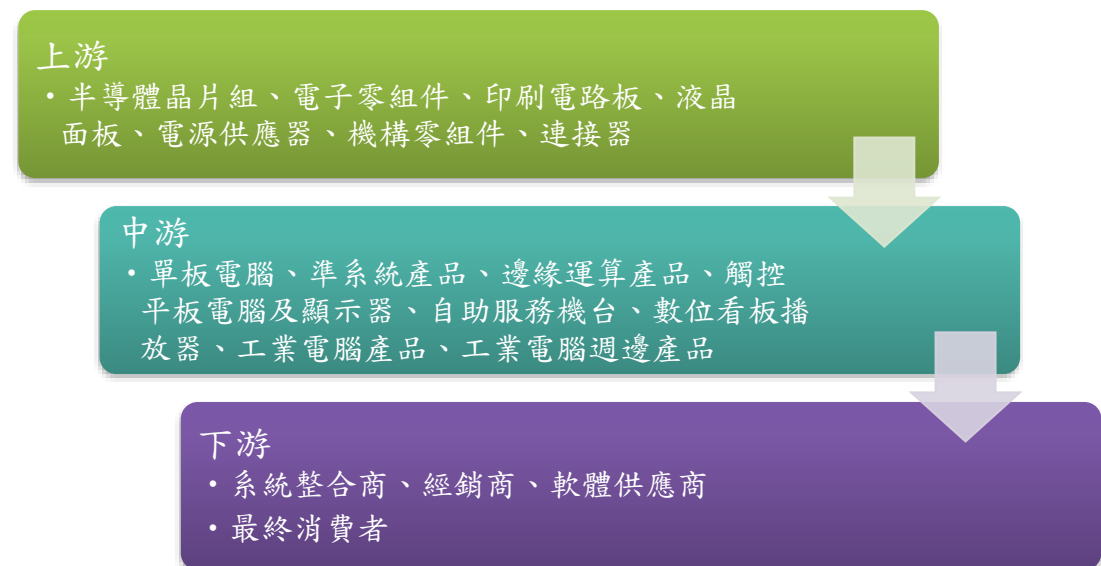 上游
・半導體晶片組、電子零組件、印刷電路板、液晶
面板、電源供應器、機構零組件、連接器
中游
・單板電腦、準系統產品、邊緣運算產品、觸控
平板電腦及顯示器、自助服務機台、數位看板播
放器、工業電腦產品、工業電腦週邊產品
下游
・系統整合商、經銷商、軟體供應商
・最終消費者